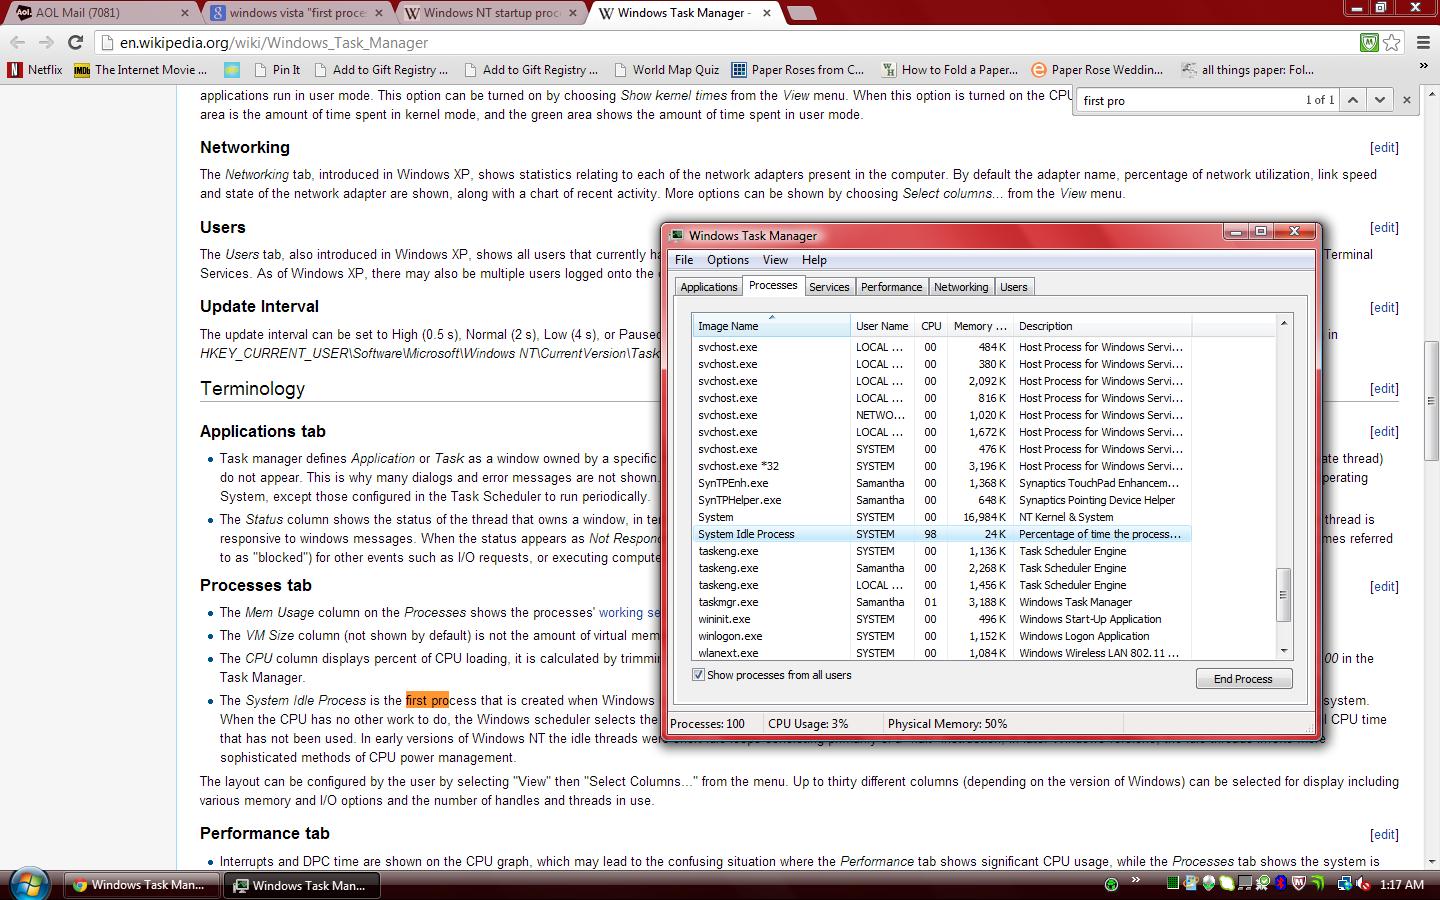 AOL Mail (7081)
windows vista "first proce
Windows NT startup proc
Windows Task Manager -
en.wikipedia.org/wiki/Windows_Task_Manager
Netflix
The Internet Movie ...
Pin It
Add to Gift Registry ...
Add to Gift Registry ...
World Map Quiz
Paper Roses from C...
How to Fold a Paper...
Paper Rose Weddin...
all things paper: Fol...
first pro 1 of 1
applications run in user mode. This option can be turned on by choosing Show kernel times from the View menu. When this option is turned on the CPU
area is the amount of time spent in kernel mode, and the green area shows the amount of time spent in user mode.
Networking [edit]
The Networking tab, introduced in Windows XP, shows statistics relating to each of the network adapters present in the computer. By default the adapter name, percentage of network utilization, link speed
and state of the network adapter are shown, along with a chart of recent activity. More options can be shown by choosing Select columns... from the View menu.
Users [edit]
The Users tab, also introduced in Windows XP, shows all users that currently ha Terminal
Services. As of Windows XP, there may also be multiple users logged onto the
Update Interval [edit]
The update interval can be set to High (0.5 s), Normal (2 s), Low (4 s), or Paused in
HKEY_CURRENT_USER\Software\Microsoft\Windows NT\CurrentVersion\Task
Terminology [edit]
Applications tab [edit]
Task manager defines Application or Task as a window owned by a specific te thread)
do not appear. This is why many dialogs and error messages are not shown. perating
System, except those configured in the Task Scheduler to run periodically.
The Status column shows the status of the thread that owns a window, in ter thread is
responsive to windows messages. When the status appears as Not Respon mes referred
to as "blocked") for other events such as I/O requests, or executing compute
Processes tab [edit]
The Mem Usage column on the Processes shows the processes' working se
The VM Size column (not shown by default) is not the amount of virtual mem
The CPU column displays percent of CPU loading, it is calculated by trimmin 00 in the
Task Manager.
The System Idle Process is the first process that is created when Windows system.
When the CPU has no other work to do, the Windows scheduler selects the l CPU time
that has not been used. In early versions of Windows NT the idle threads
sophisticated methods of CPU power management.
The layout can be configured by the user by selecting "View" then "Select Columns..." from the menu. Up to thirty different columns (depending on the version of Windows) can be selected for display including
various memory and I/O options and the number of handles and threads in use.
Performance tab [edit]
Interrupts and DPC time are shown on the CPU graph, which may lead to the confusing situation where the Performance tab shows significant CPU usage, while the Processes tab shows the system is
Windows Task Manager
File Options View Help
Applications Processes Services Performance Networking Users
Image Name User Name CPU Memory ... Description
svchost.exe LOCAL ... 00 484 K Host Process for Windows Servi...
svchost.exe LOCAL ... 00 380 K Host Process for Windows Servi...
svchost.exe LOCAL ... 00 2,092 K Host Process for Windows Servi...
svchost.exe LOCAL ... 00 816 K Host Process for Windows Servi...
svchost.exe NETWO... 00 1,020 K Host Process for Windows Servi...
svchost.exe LOCAL ... 00 1,672 K Host Process for Windows Servi...
svchost.exe SYSTEM 00 476 K Host Process for Windows Servi...
svchost.exe *32 SYSTEM 00 3,196 K Host Process for Windows Servi...
SynTPEnh.exe Samantha 00 1,368 K Synaptics TouchPad Enhancem...
SynTPHelper.exe Samantha 00 648 K Synaptics Pointing Device Helper
System SYSTEM 00 16,984 K NT Kernel & System
System Idle Process SYSTEM 98 24 K Percentage of time the process...
taskeng.exe SYSTEM 00 1,136 K Task Scheduler Engine
taskeng.exe Samantha 00 2,268 K Task Scheduler Engine
taskeng.exe LOCAL ... 00 1,456 K Task Scheduler Engine
taskmgr.exe Samantha 01 3,188 K Windows Task Manager
wininit.exe SYSTEM 00 496 K Windows Start-Up Application
winlogon.exe SYSTEM 00 1,152 K Windows Logon Application
wlanext.exe SYSTEM 00 1,084 K Windows Wireless LAN 802.11 ...
Show processes from all users
End Process
Processes: 100 CPU Usage: 3% Physical Memory: 50%
Windows Task Man...
Windows Task Man...
1:17 AM